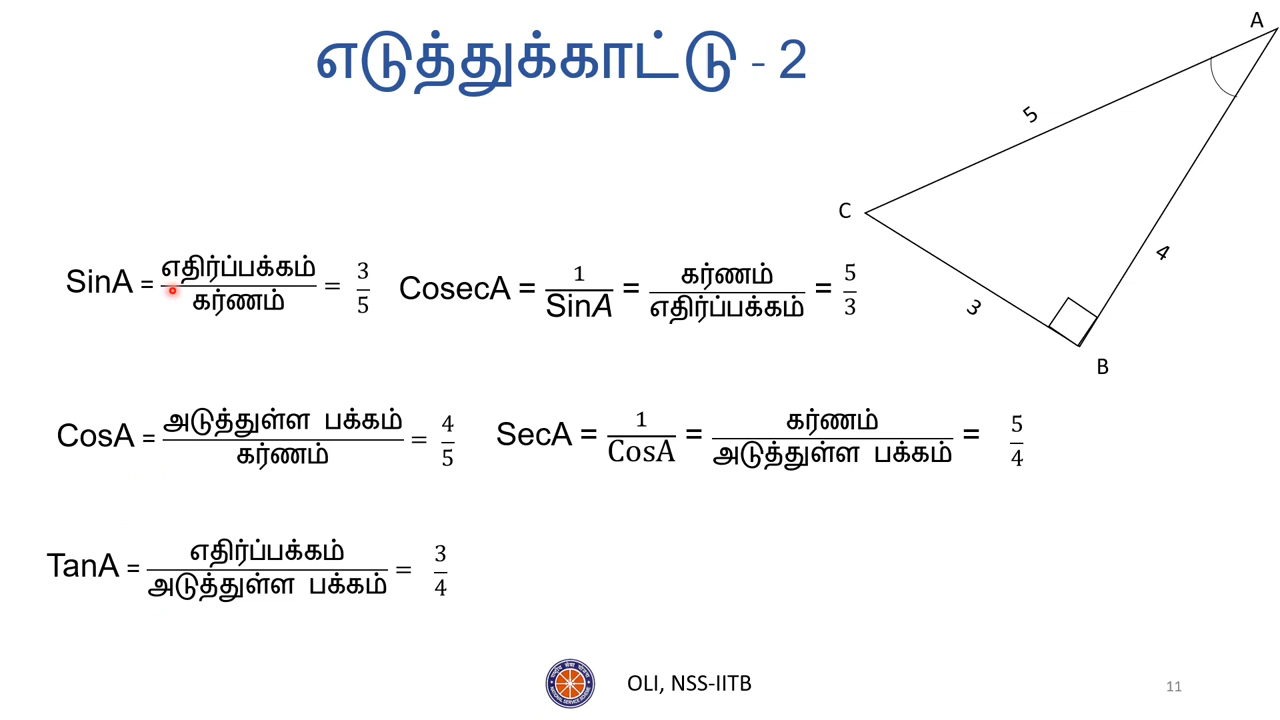 எடுத்துக்காட்டு - 2
A
5
C
4
3
B
SinA = எதிர்ப்பக்கம் / கர்ணம் = 3/5 CosecA = 1/SinA = கர்ணம் / எதிர்ப்பக்கம் = 5/3
CosA = அடுத்துள்ள பக்கம் / கர்ணம் = 4/5 SecA = 1/CosA = கர்ணம் / அடுத்துள்ள பக்கம் = 5/4
TanA = எதிர்ப்பக்கம் / அடுத்துள்ள பக்கம் = 3/4
OLI, NSS-IITB
11